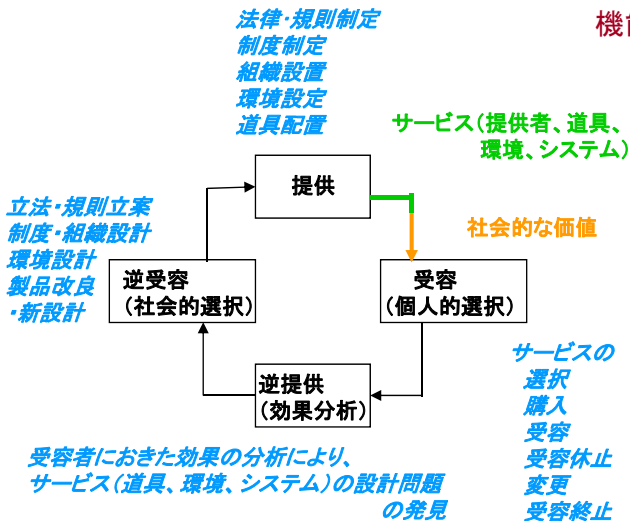 法律・規則制定
制度制定
組織設置
環境設定
道具配置
サービス（提供者、道具、
環境、システム）
提供
社会的な価値
立法・規則立案
制度・組織設計
環境設計
製品改良
・新設計
逆受容
（社会的選択）
受容
（個人的選択）
逆提供
（効果分析）
サービスの
選択
購入
受容
受容休止
変更
受容終止
受容者におきた効果の分析により、
サービス（道具、環境、システム）の設計問題
の発見